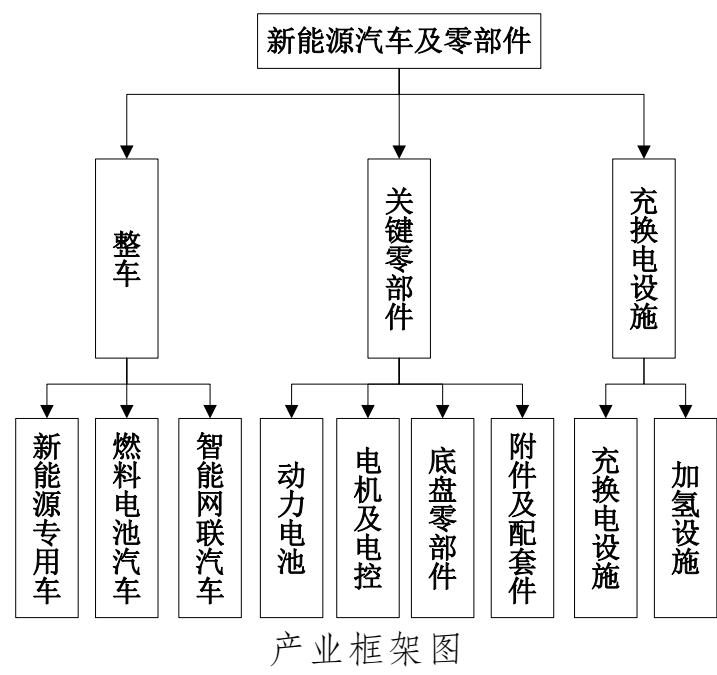 新能源汽车及零部件
整车
关键零部件
充换电设施
新能源专用车
燃料电池汽车
智能网联汽车
动力电池
电机及电控
底盘零部件
附件及配套件
充换电设施
加氢设施
产业框架图